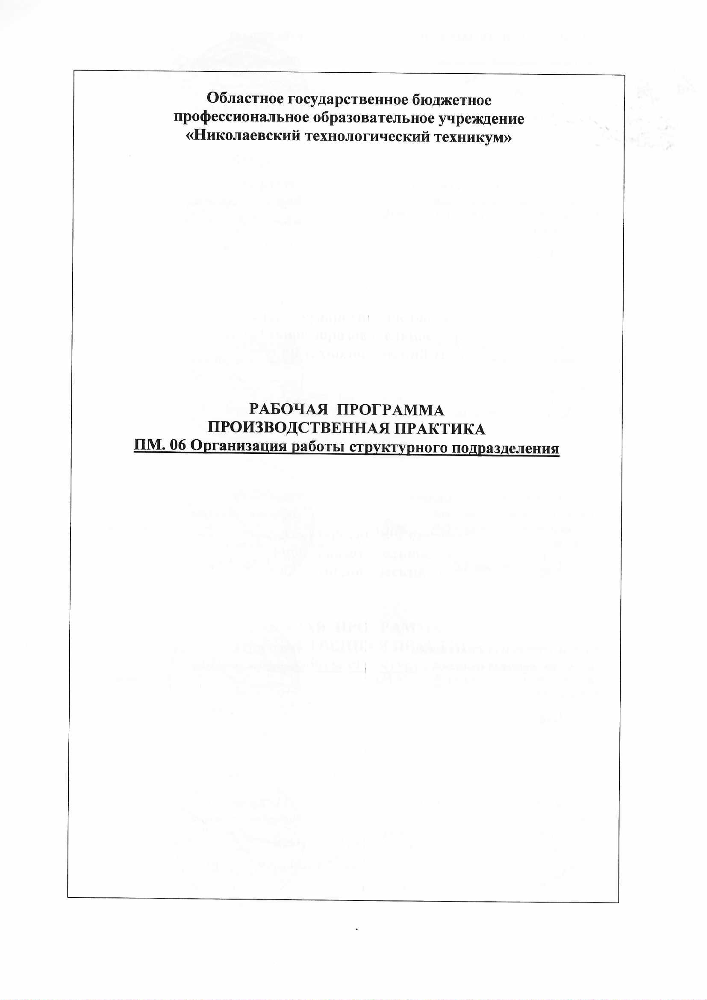 Областное государственное бюджетное
профессиональное образовательное учреждение
«Николаевский технологический техникум»
РАБОЧАЯ ПРОГРАММА
ПРОИЗВОДСТВЕННАЯ ПРАКТИКА
ПМ. 06 Организация работы структурного подразделения